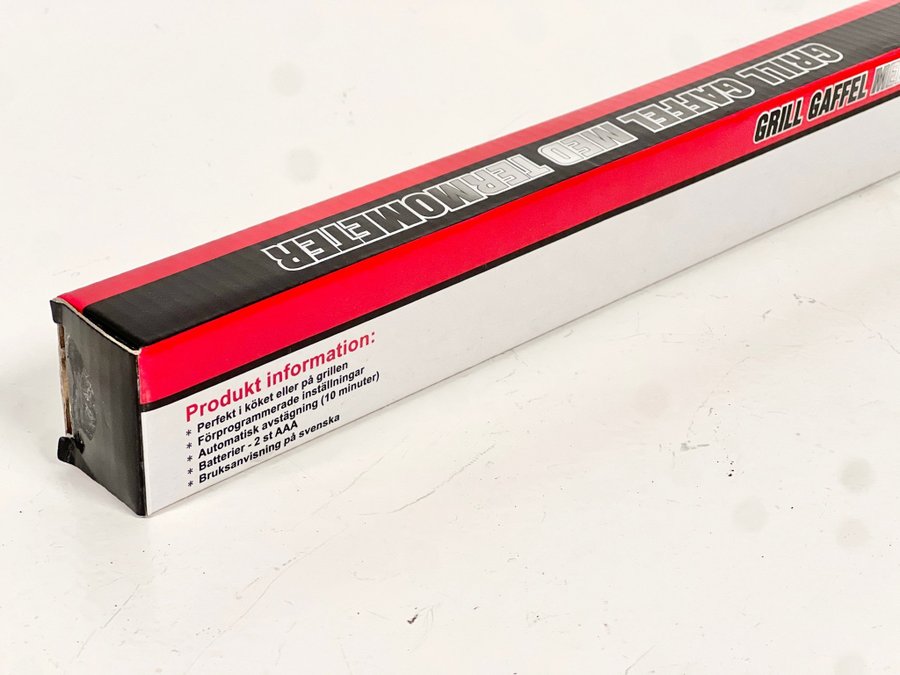 GRILL GAFFEL MED TERMOMETER
GRILL GAFFEL
Produkt information:
* Perfekt i köket eller på grillen
* Förprogrammerade inställningar
* Automatisk avstägning (10 minuter)
* Batterier - 2 st AAA
* Bruksanvisning på svenska